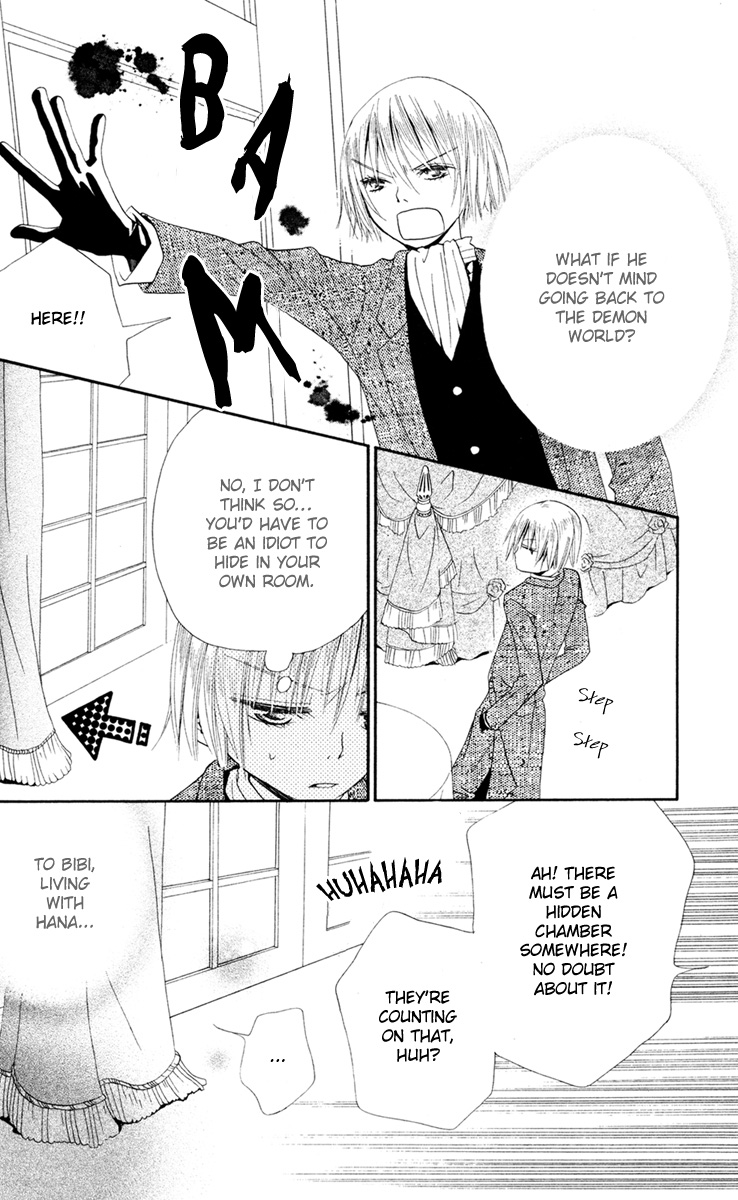 BAM
WHAT IF HE
DOESN'T MIND
GOING BACK TO
THE DEMON
WORLD?
HERE!!
NO, I DON'T
THINK SO...
YOU'D HAVE TO
BE AN IDIOT TO
HIDE IN YOUR
OWN ROOM.
Step
Step
AH! THERE
MUST BE A
HIDDEN
CHAMBER
SOMEWHERE!
NO DOUBT
ABOUT IT!
HUHAHAHA
THEY'RE
COUNTING
ON THAT,
HUH?
...
TO BIBI,
LIVING
WITH
HANA...